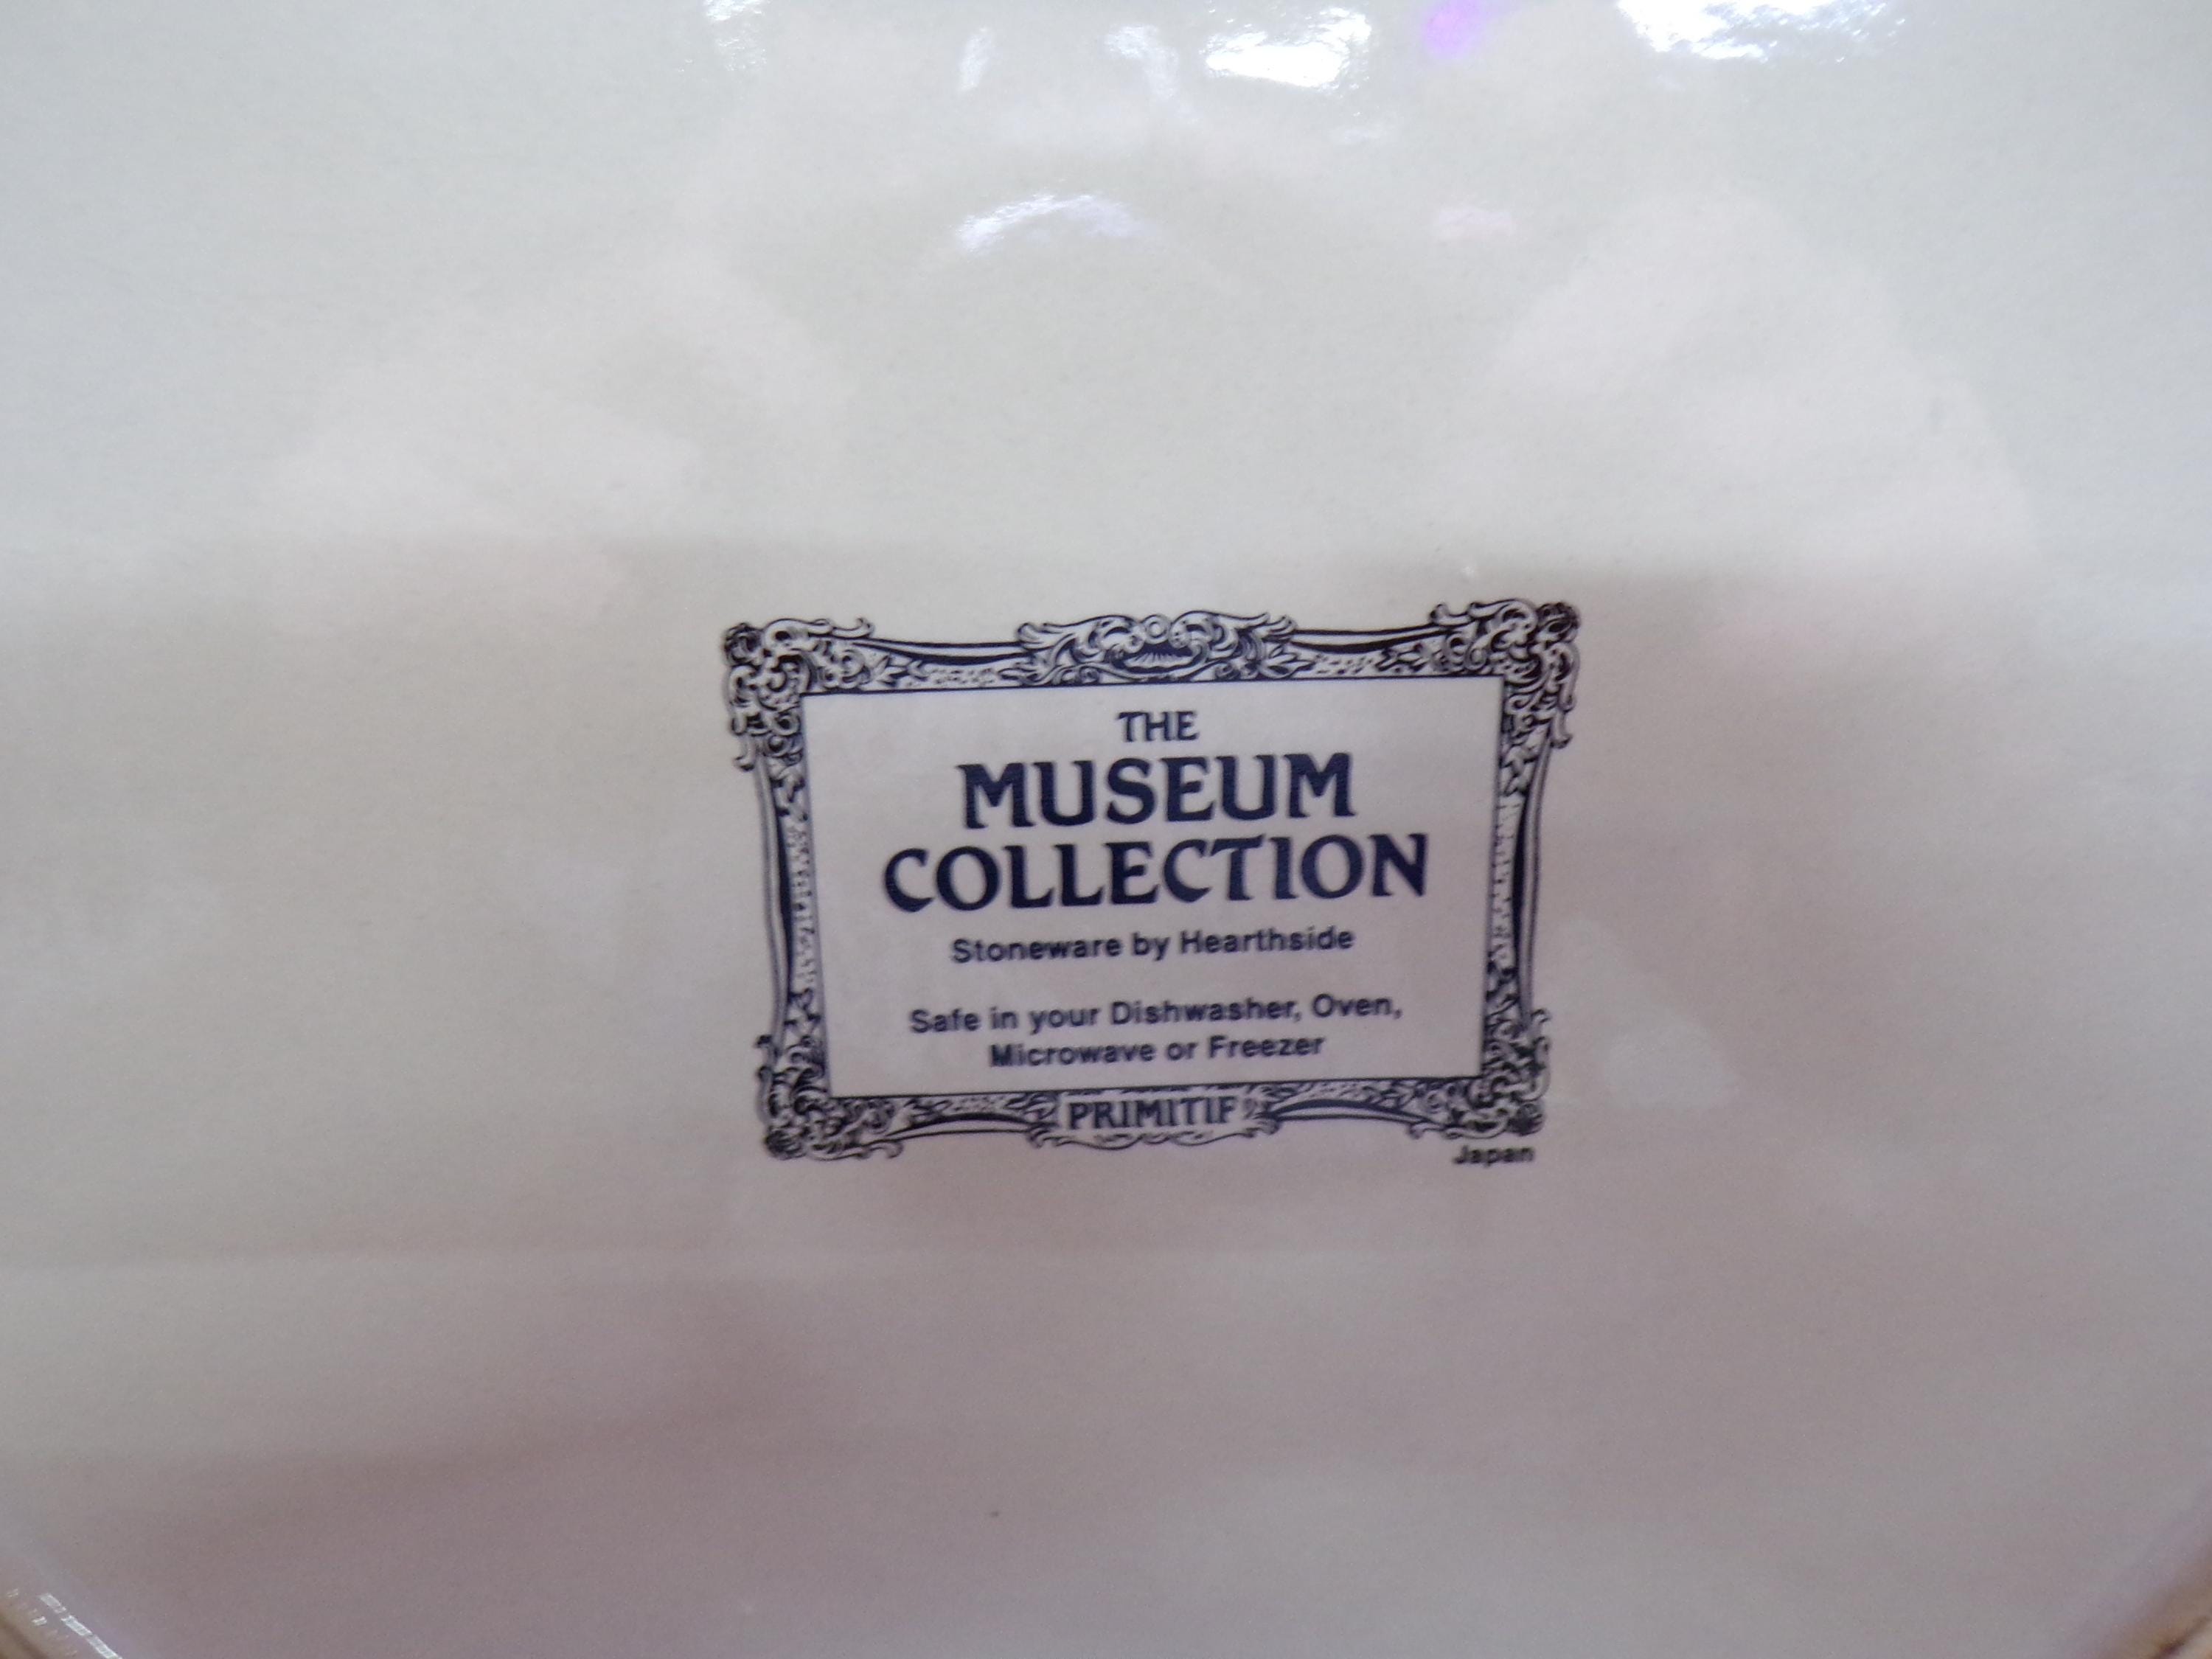 THE
MUSEUM
COLLECTION
Stoneware by Hearthside
Safe in your Dishwasher, Oven,
Microwave or Freezer
PRIMITIF
Japan